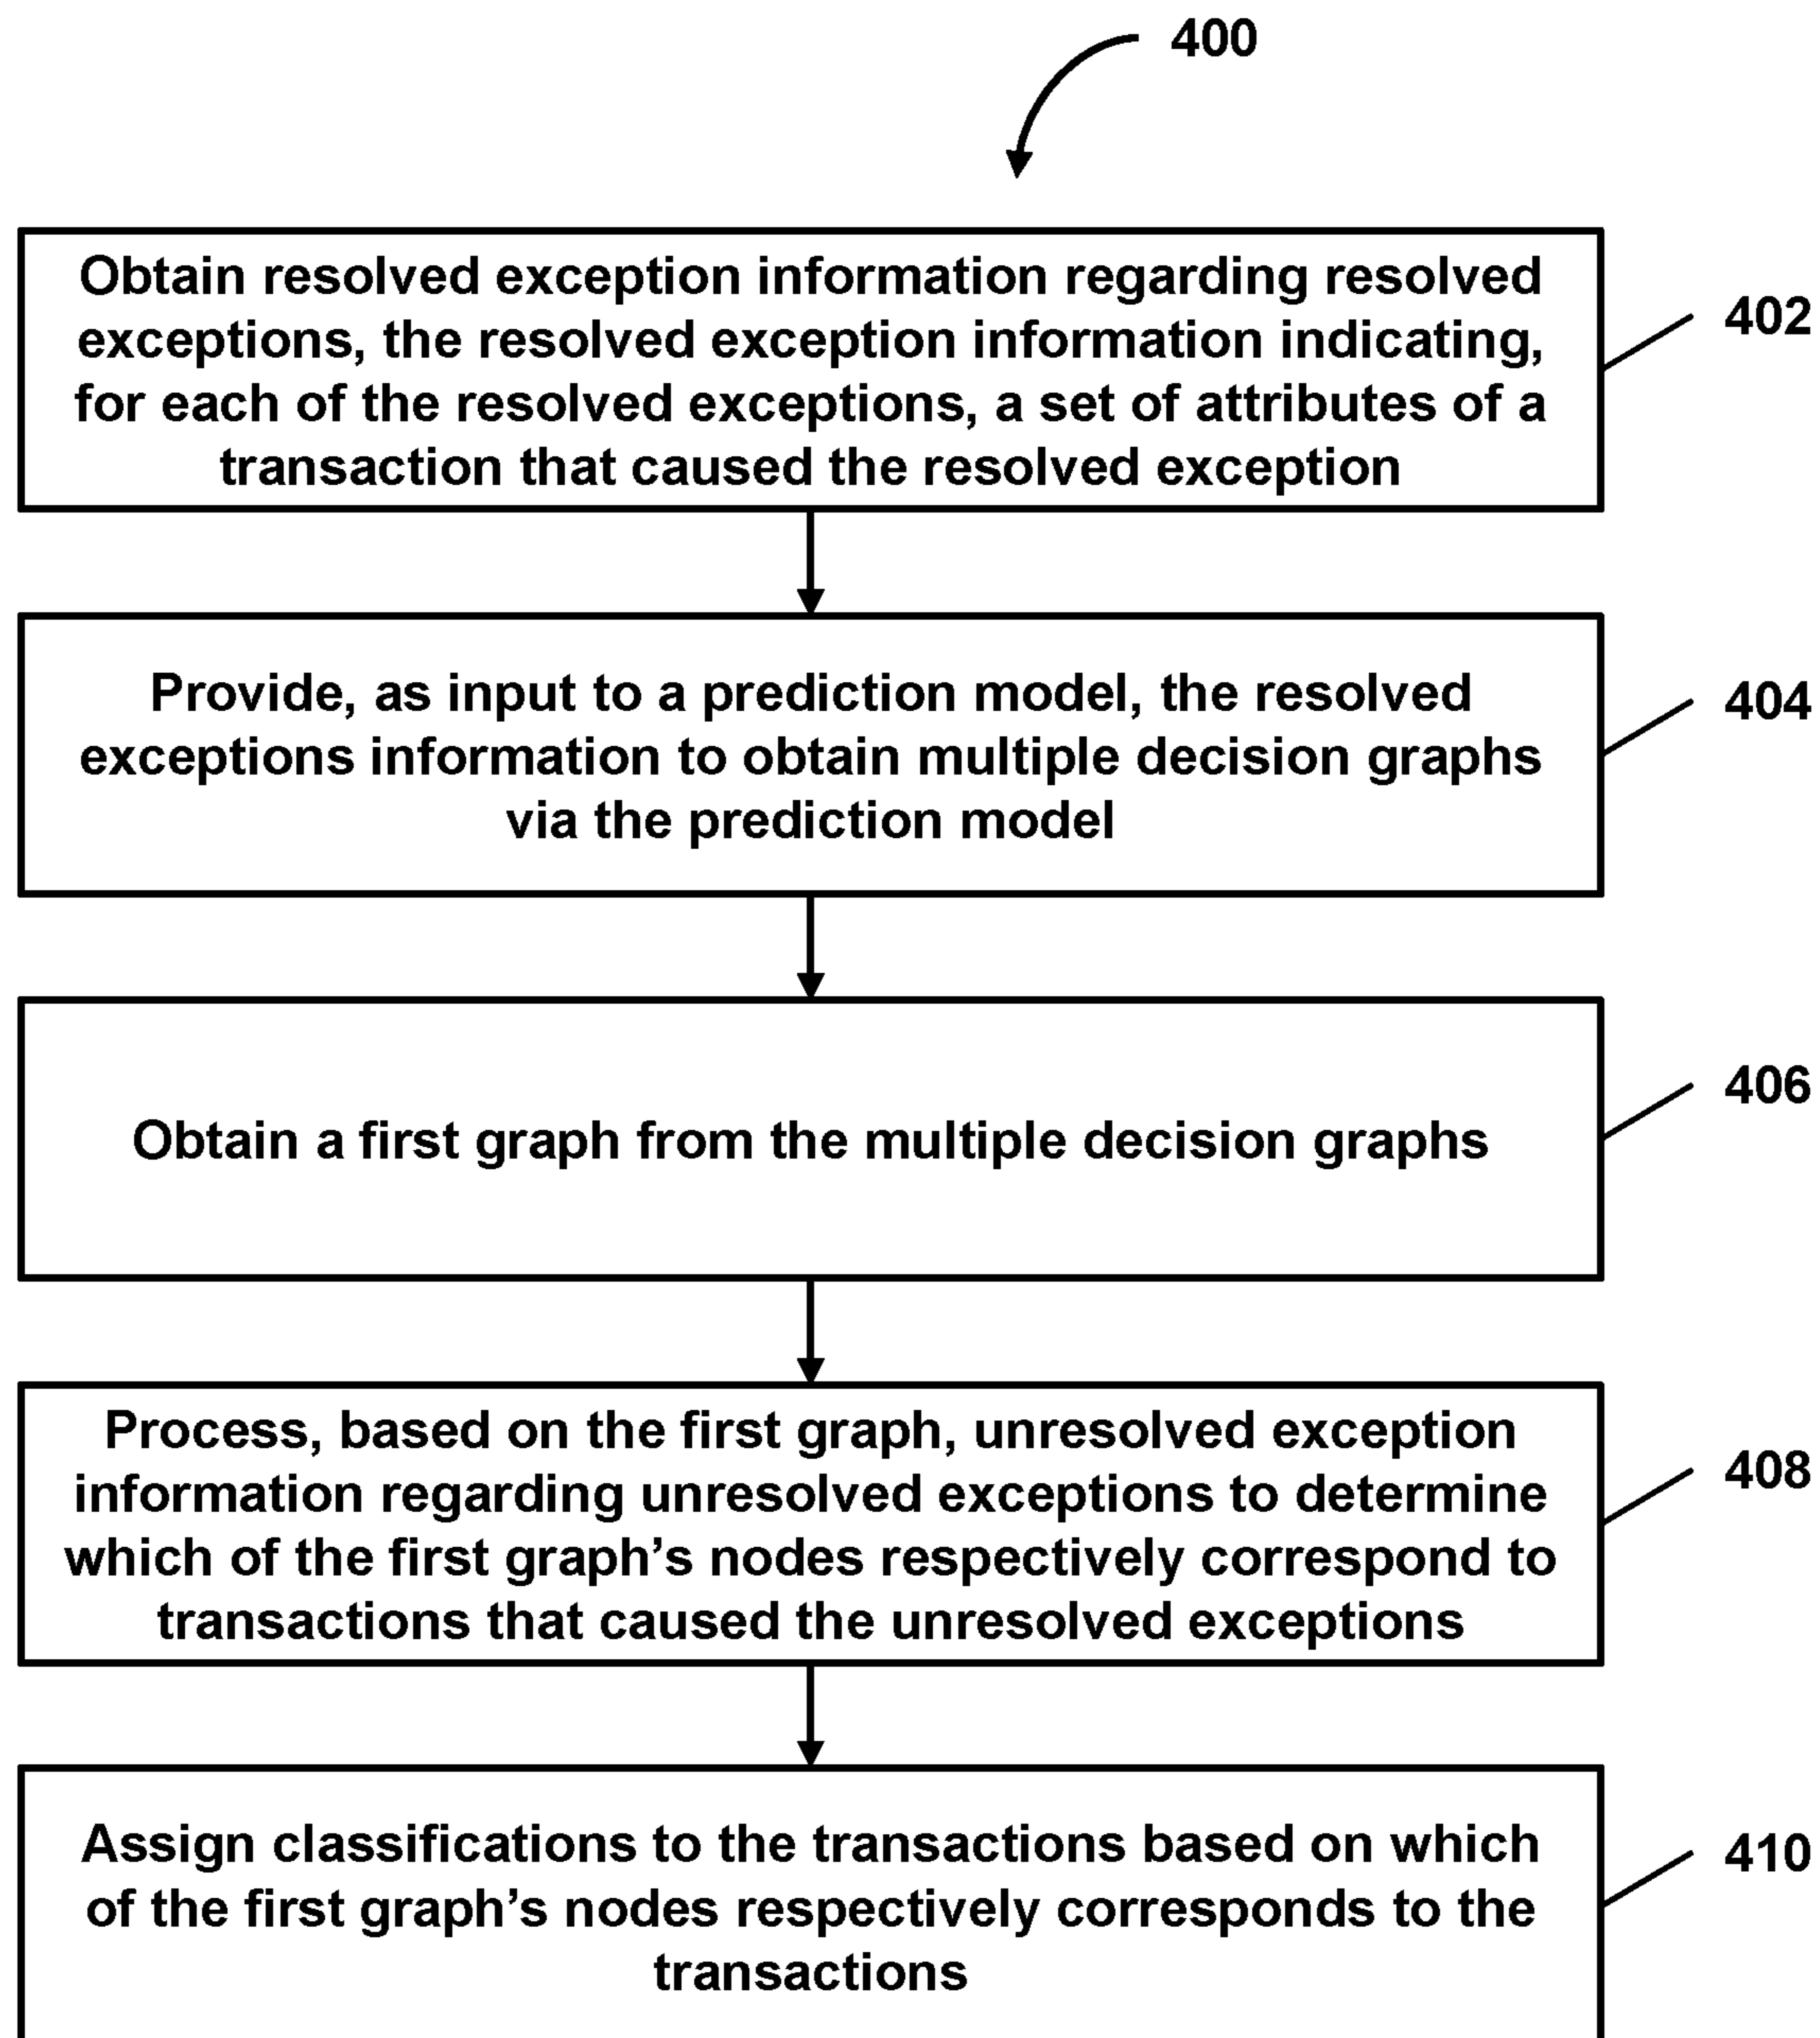 400
Obtain resolved exception information regarding resolved
exceptions, the resolved exception information indicating,
for each of the resolved exceptions, a set of attributes of a
transaction that caused the resolved exception
402
Provide, as input to a prediction model, the resolved
exceptions information to obtain multiple decision graphs
via the prediction model
404
Obtain a first graph from the multiple decision graphs
406
Process, based on the first graph, unresolved exception
information regarding unresolved exceptions to determine
which of the first graph’s nodes respectively correspond to
transactions that caused the unresolved exceptions
408
Assign classifications to the transactions based on which
of the first graph’s nodes respectively corresponds to the
transactions
410